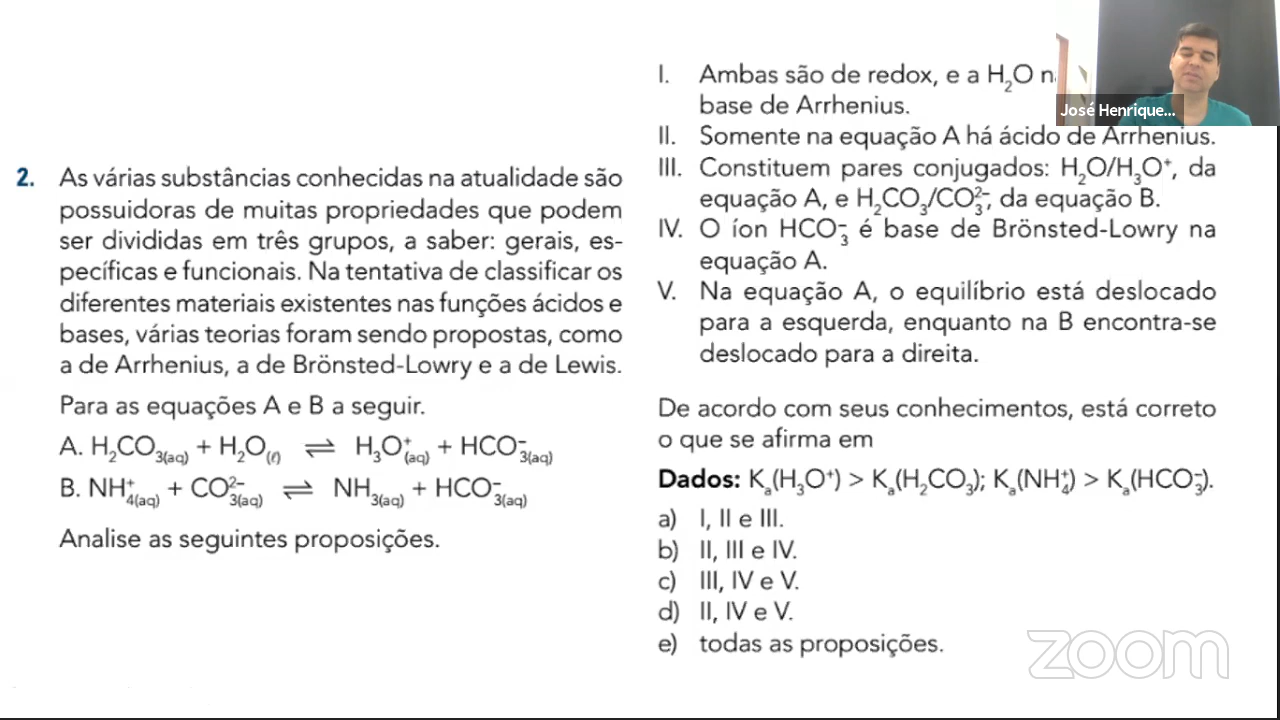 2. As várias substâncias conhecidas na atualidade são
possuidoras de muitas propriedades que podem
ser divididas em três grupos, a saber: gerais, es-
pecíficas e funcionais. Na tentativa de classificar os
diferentes materiais existentes nas funções ácidos e
bases, várias teorias foram sendo propostas, como
a de Arrhenius, a de Brönsted-Lowry e a de Lewis.
Para as equações A e B a seguir.
A. H₂CO₃(aq) + H₂O(ℓ) ⇌ H₃O⁺(aq) + HCO₃⁻(aq)
B. NH₄⁺(aq) + CO₃²⁻(aq) ⇌ NH₃(aq) + HCO₃⁻(aq)
Analise as seguintes proposições.
I. Ambas são de redox, e a H₂O
base de Arrhenius.
II. Somente na equação A há ácido de Arrhenius.
III. Constituem pares conjugados: H₂O/H₃O⁺, da
equação A, e H₂CO₃/CO₃²⁻, da equação B.
IV. O íon HCO₃⁻ é base de Brönsted-Lowry na
equação A.
V. Na equação A, o equilíbrio está deslocado
para a esquerda, enquanto na B encontra-se
deslocado para a direita.
De acordo com seus conhecimentos, está correto
o que se afirma em
Dados: Kₐ(H₃O⁺) > Kₐ(H₂CO₃); Kₐ(NH₄⁺) > Kₐ(HCO₃⁻).
a) I, II e III.
b) II, III e IV.
c) III, IV e V.
d) II, IV e V.
e) todas as proposições.
José Henrique...
zoom